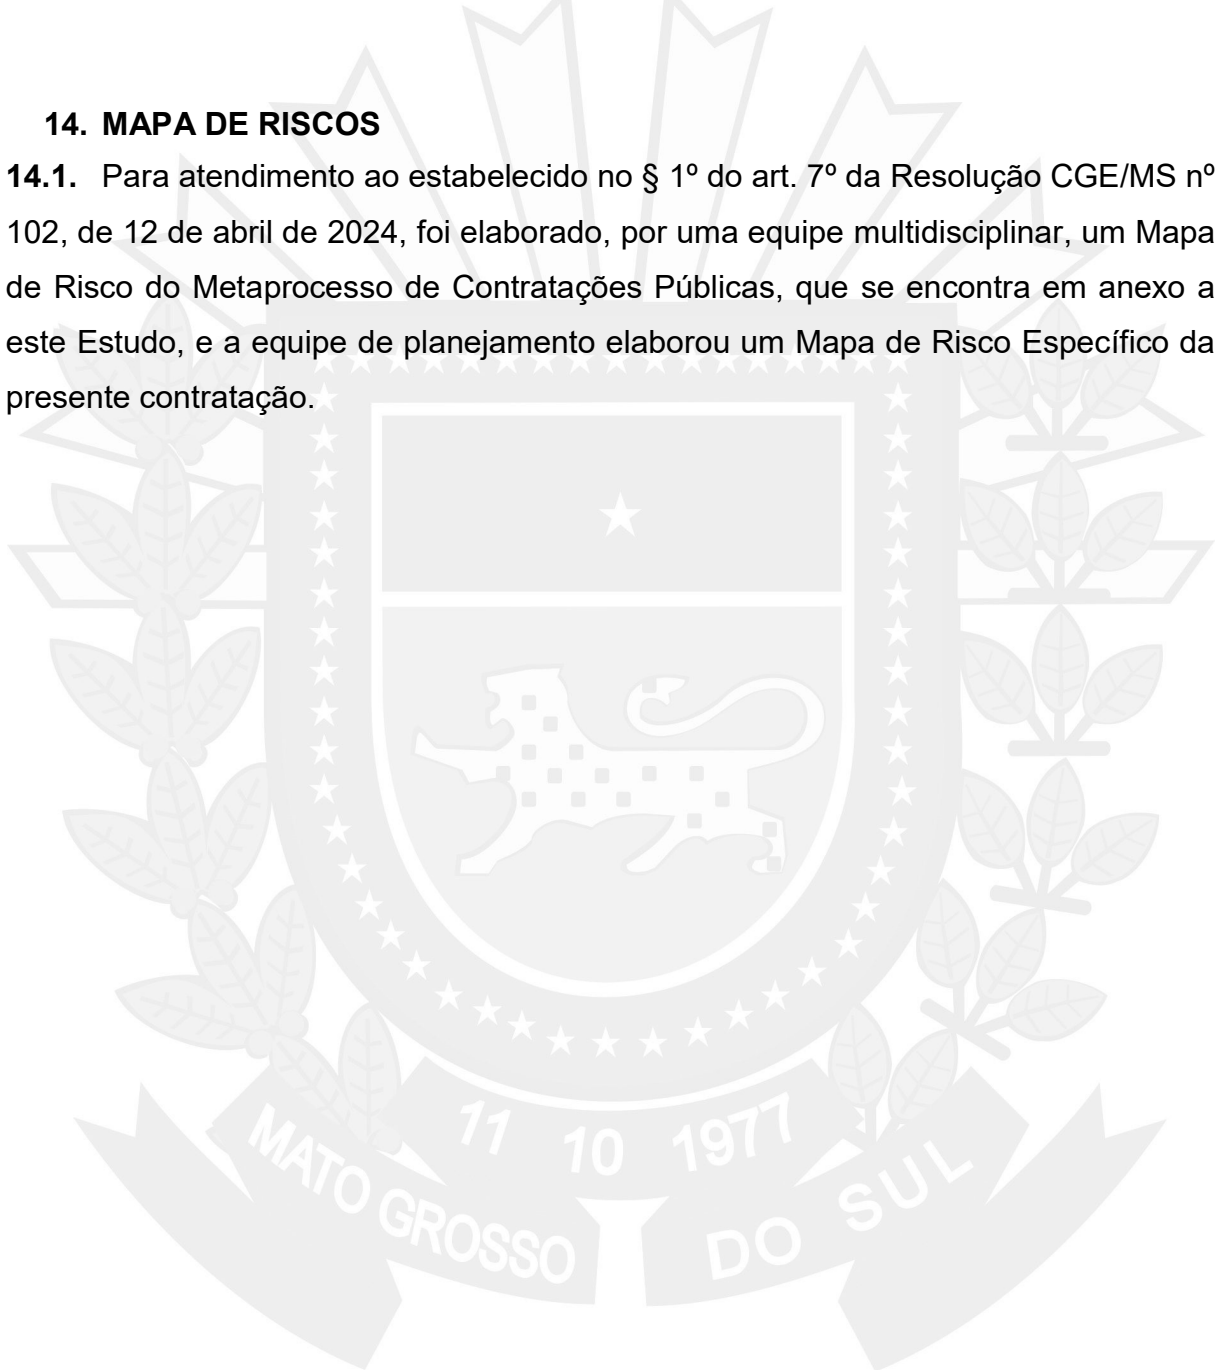 14. MAPA DE RISCOS
14.1. Para atendimento ao estabelecido no § 1º do art. 7º da Resolução CGE/MS nº
102, de 12 de abril de 2024, foi elaborado, por uma equipe multidisciplinar, um Mapa
de Risco do Metaprocesso de Contratações Públicas, que se encontra em anexo a
este Estudo, e a equipe de planejamento elaborou um Mapa de Risco Específico da
presente contratação.
11 10 1977
MATO GROSSO DO SUL